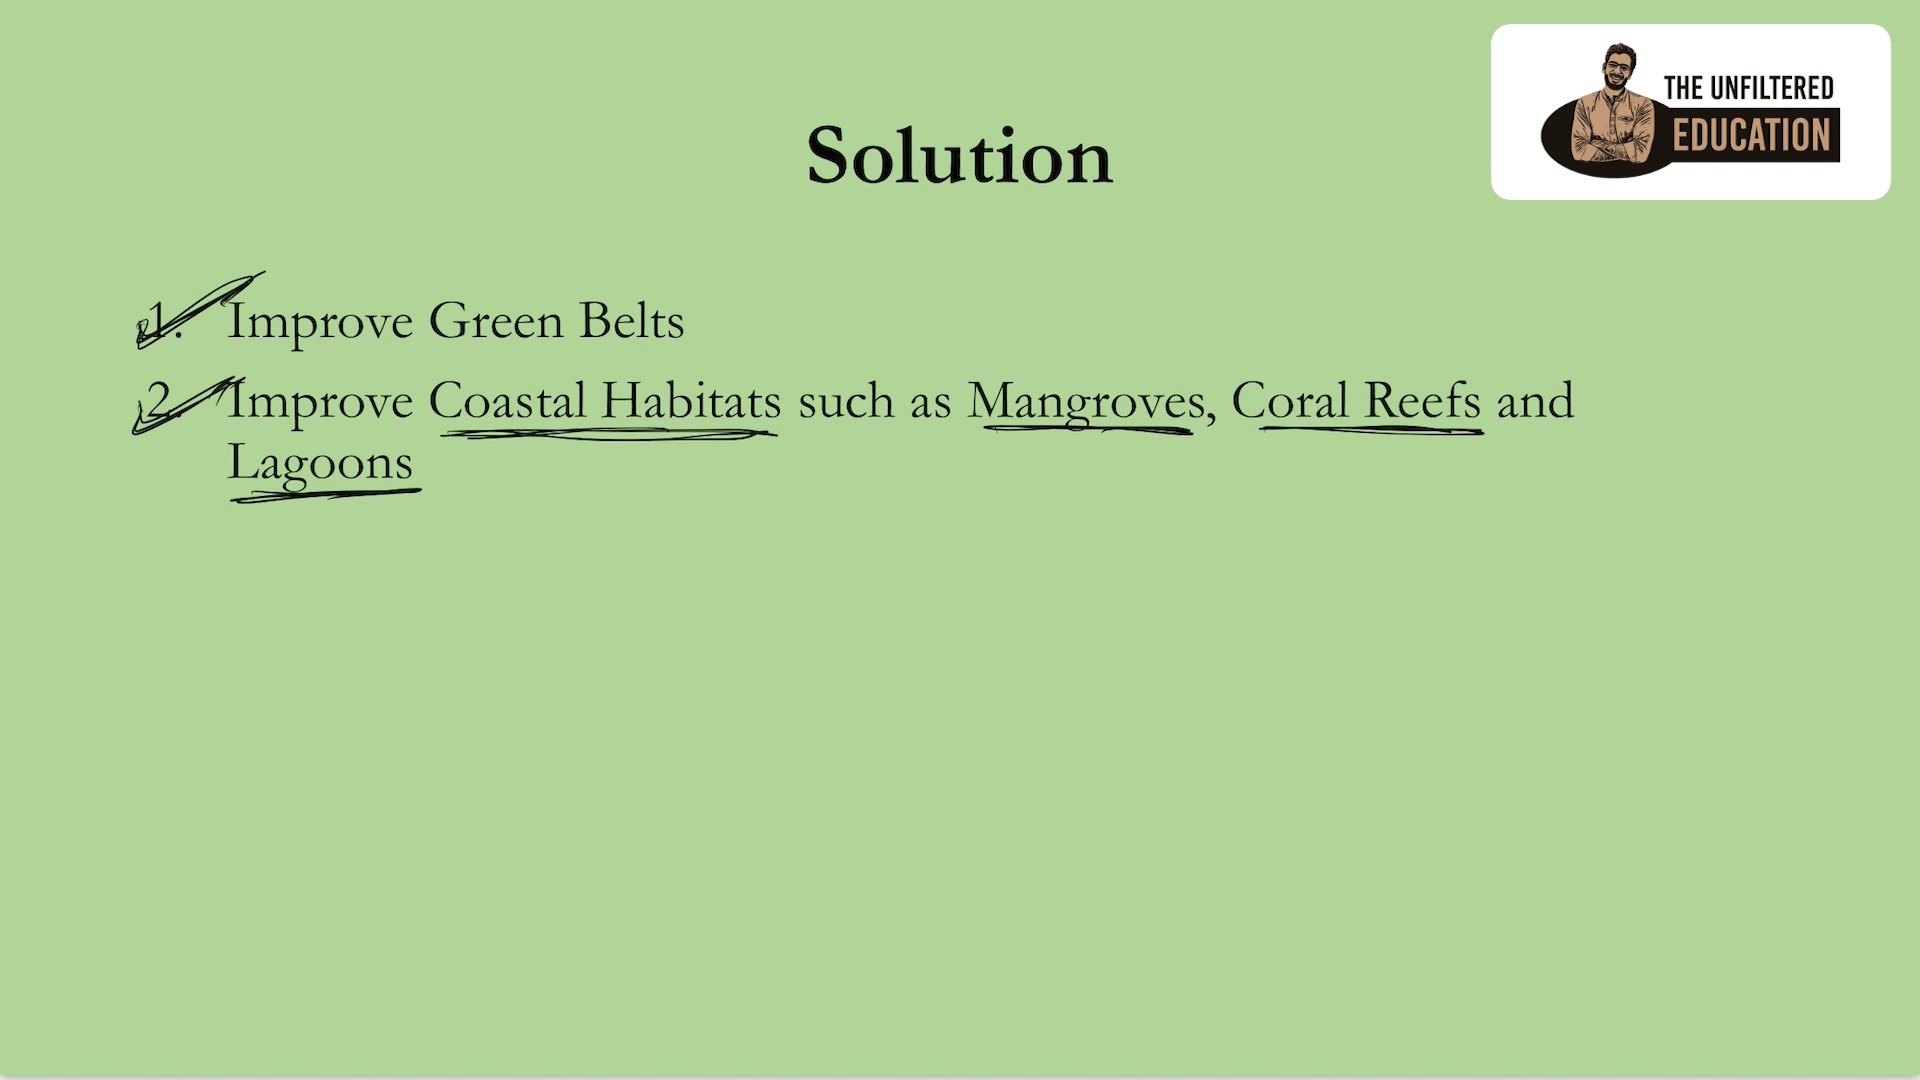 THE UNFILTERED
EDUCATION
Solution
1. Improve Green Belts
2. Improve Coastal Habitats such as Mangroves, Coral Reefs and
Lagoons